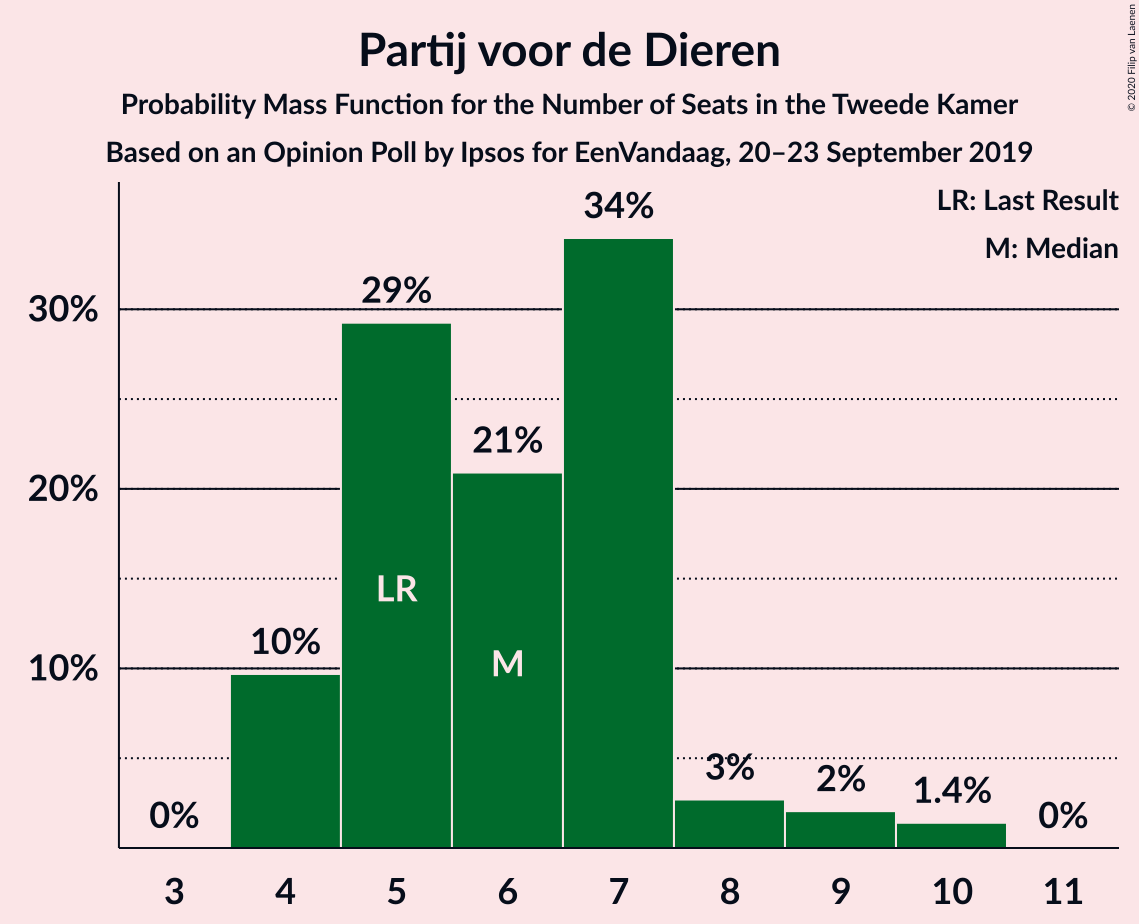 Partij voor de Dieren
Probability Mass Function for the Number of Seats in the Tweede Kamer
Based on an Opinion Poll by Ipsos for EenVandaag, 20–23 September 2019
© 2020 Filip van Laenen
LR: Last Result
M: Median
30%
20%
10%
0%
10%
29%
21%
34%
3%
2%
1.4%
0%
LR
M
3 4 5 6 7 8 9 10 11